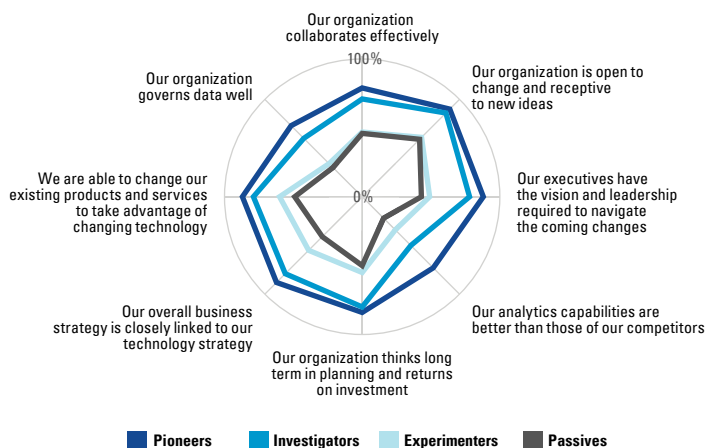 Our organization
collaborates effectively
100%
Our organization is open to
change and receptive
to new ideas
Our organization
governs data well
We are able to change our
existing products and services
to take advantage of
changing technology
0%
Our executives have
the vision and leadership
required to navigate
the coming changes
Our overall business
strategy is closely linked to our
technology strategy
Our analytics capabilities are
better than those of our competitors
Our organization thinks long
term in planning and returns
on investment
Pioneers
Investigators
Experimenters
Passives